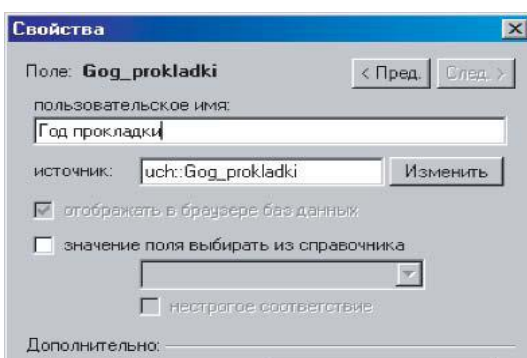 Свойства
Поле: Gog_prokladki < Пред. След. >
пользовательское имя:
Год прокладки
источник: uch::Gog_prokladki Изменить
отображать в браузере баз данных
значение поля выбирать из справочника
нестрогое соответствие
Дополнительно: